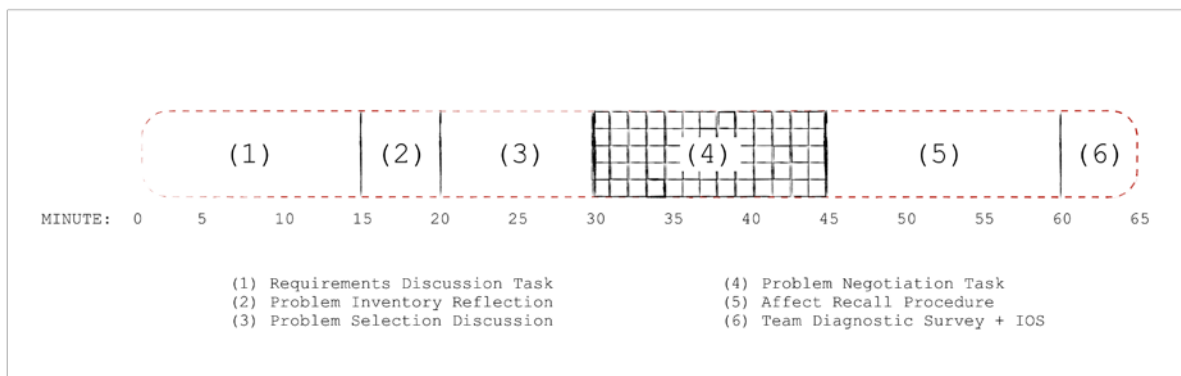 (1) (2) (3) (4) (5) (6)
MINUTE: 0 5 10 15 20 25 30 35 40 45 50 55 60 65
(1) Requirements Discussion Task
(2) Problem Inventory Reflection
(3) Problem Selection Discussion
(4) Problem Negotiation Task
(5) Affect Recall Procedure
(6) Team Diagnostic Survey + IOS